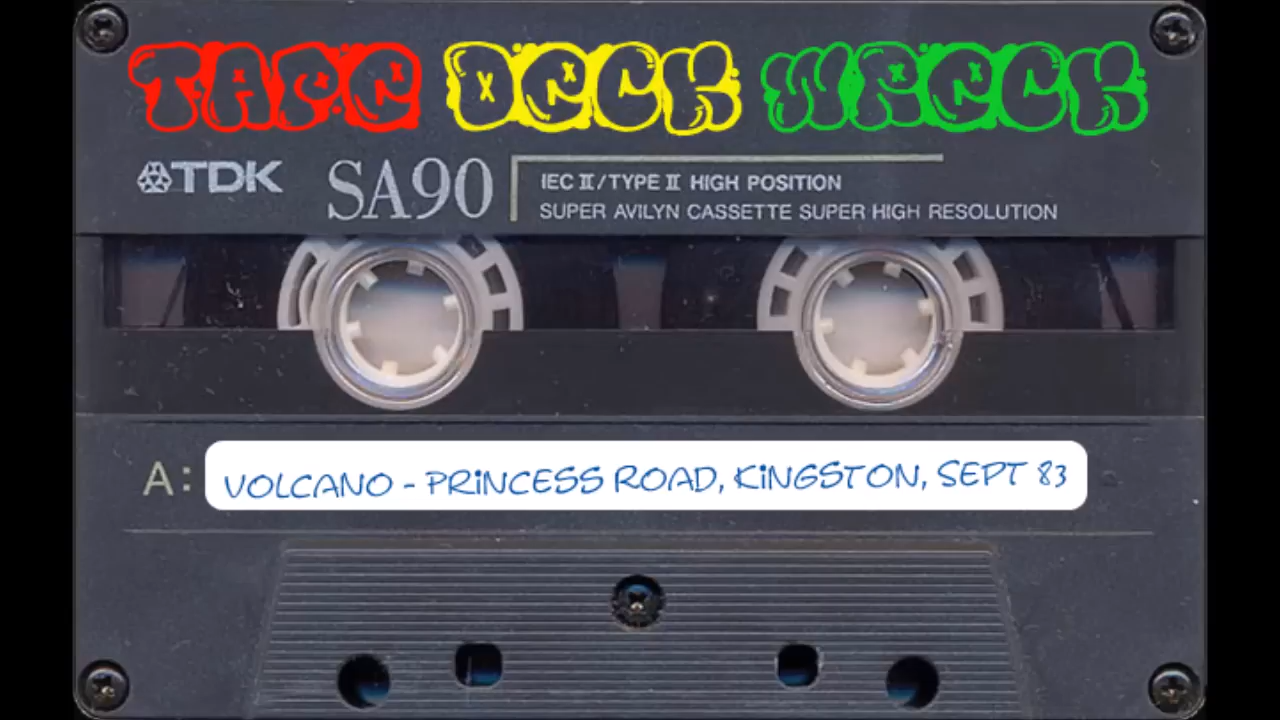 TAPE DECK WRECK
TDK SA90 IEC II/TYPE II HIGH POSITION
SUPER AVILYN CASSETTE SUPER HIGH RESOLUTION
A: VOLCANO - PRINCESS ROAD, KINGSTON, SEPT 83